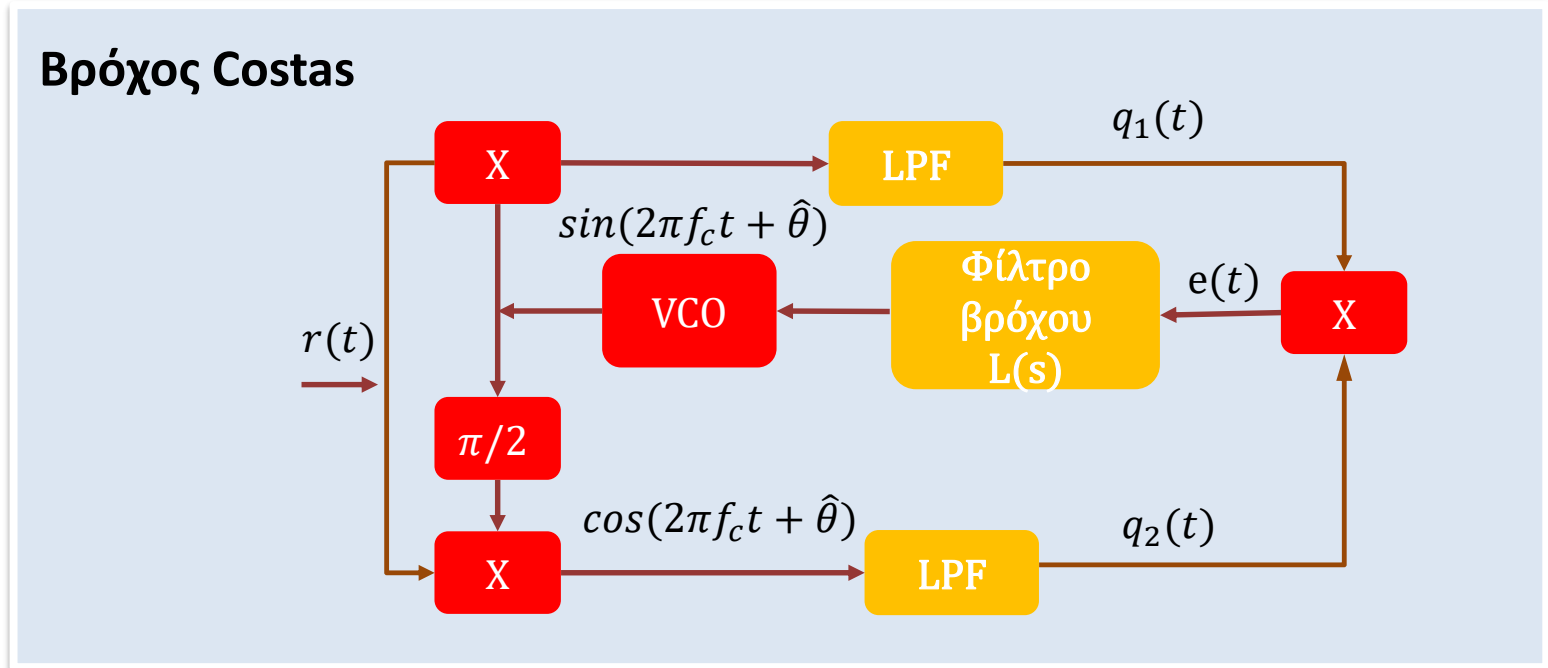 Βρόχος Costas
X
LPF
q₁(t)
sin(2πf_c t + θ̂)
VCO
Φίλτρο
βρόχου
L(s)
e(t)
X
r(t)
π/2
X
cos(2πf_c t + θ̂)
LPF
q₂(t)